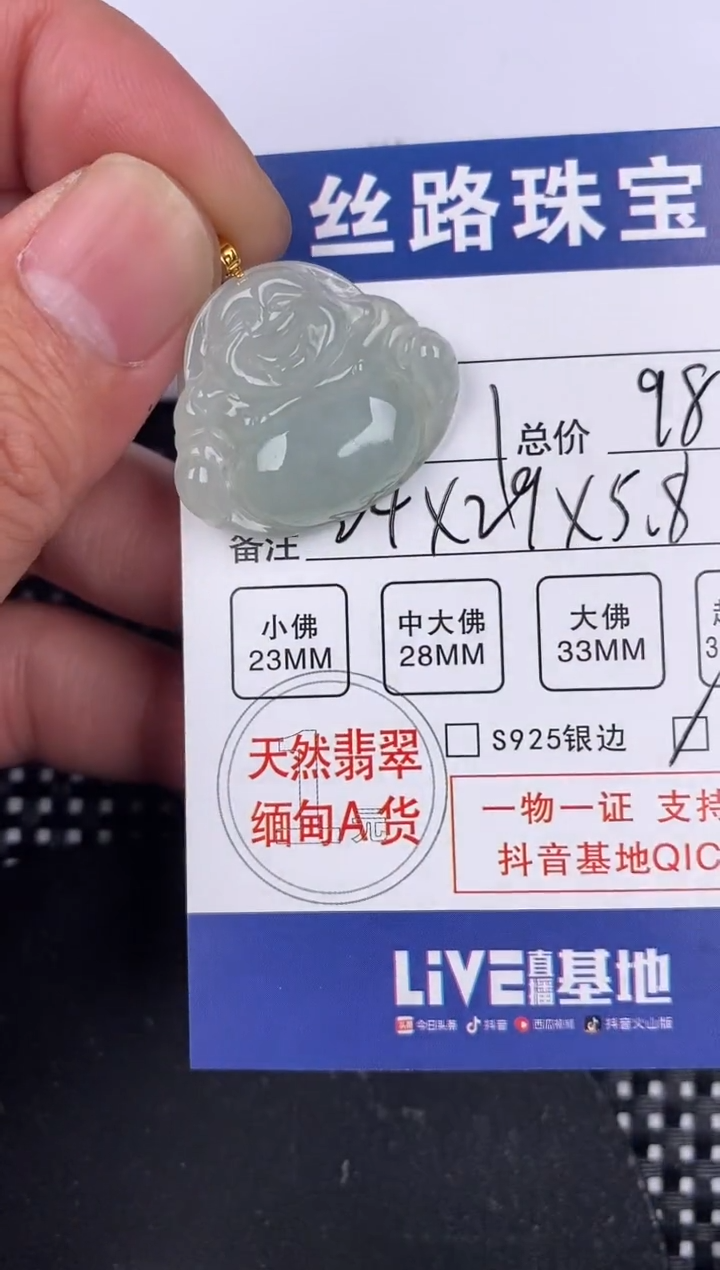 丝路珠宝
总价 98
24X29X5.8
备注
小佛
23MM
中大佛
28MM
大佛
33MM
S925银边
天然翡翠
缅甸A货
1元
一物一证 支持
抖音基地QIC
LiVE直播基地
今日头条 抖音 西瓜视频 抖音火山版